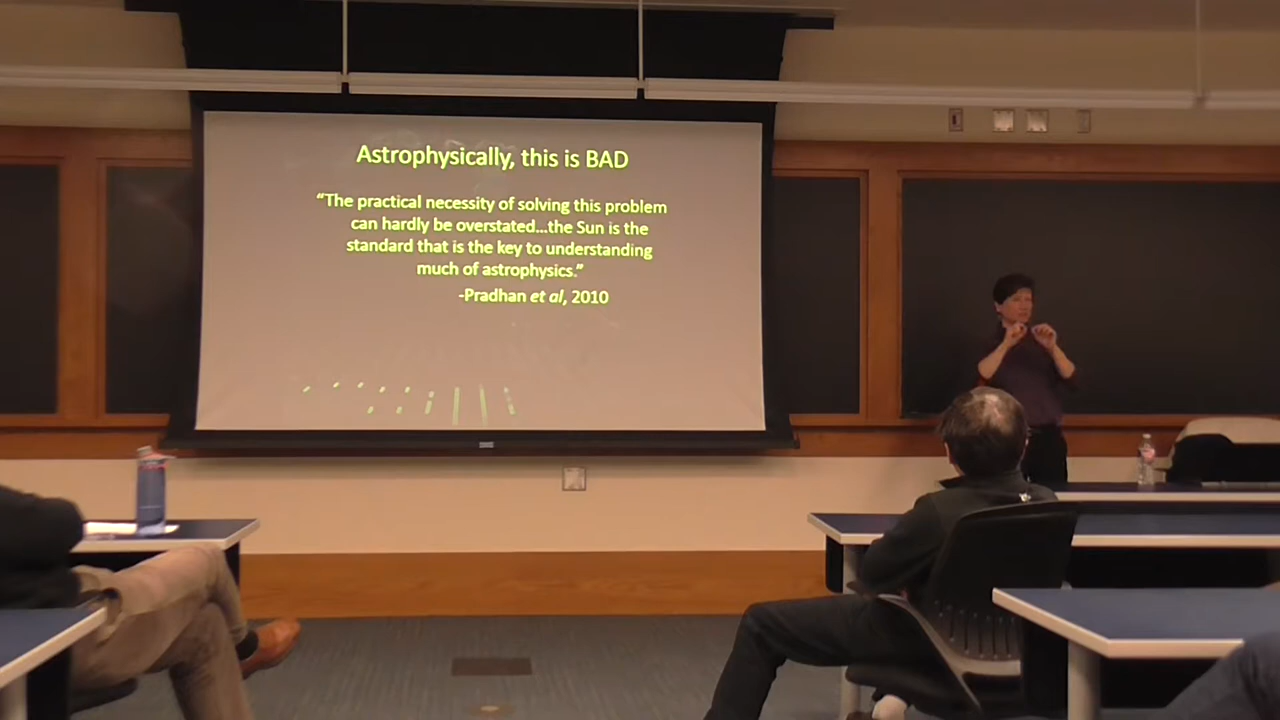 Astrophysically, this is BAD
“The practical necessity of solving this problem
can hardly be overstated…the Sun is the
standard that is the key to understanding
much of astrophysics.”
-Pradhan et al, 2010